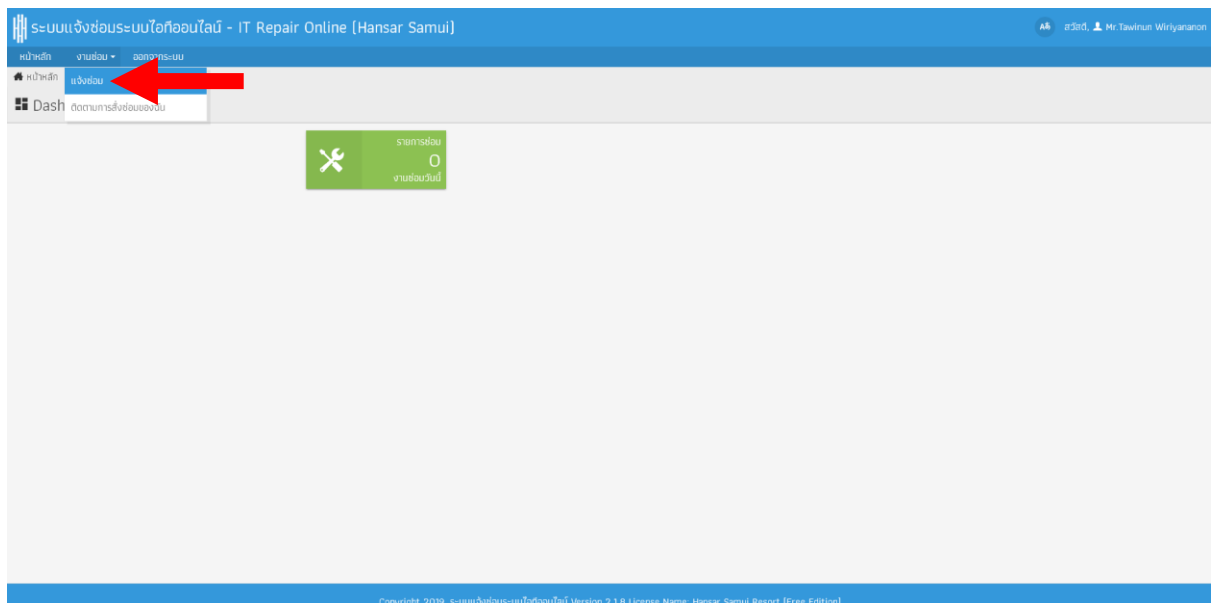 ระบบแจ้งซ่อมระบบไอทีออนไลน์ - IT Repair Online [Hansar Samui]
สวัสดี, Mr.Tawinun Wiriyananon
หน้าหลัก งานซ่อม ออกจากระบบ
หน้าหลัก แจ้งซ่อม
Dash ติดตามการสั่งซ่อมของฉัน
รายการซ่อม
0
งานซ่อมวันนี้
Copyright 2019, ระบบแจ้งซ่อมระบบไอทีออนไลน์ Version 2.1.8 License Name: Hansar Samui Resort [Free Edition]